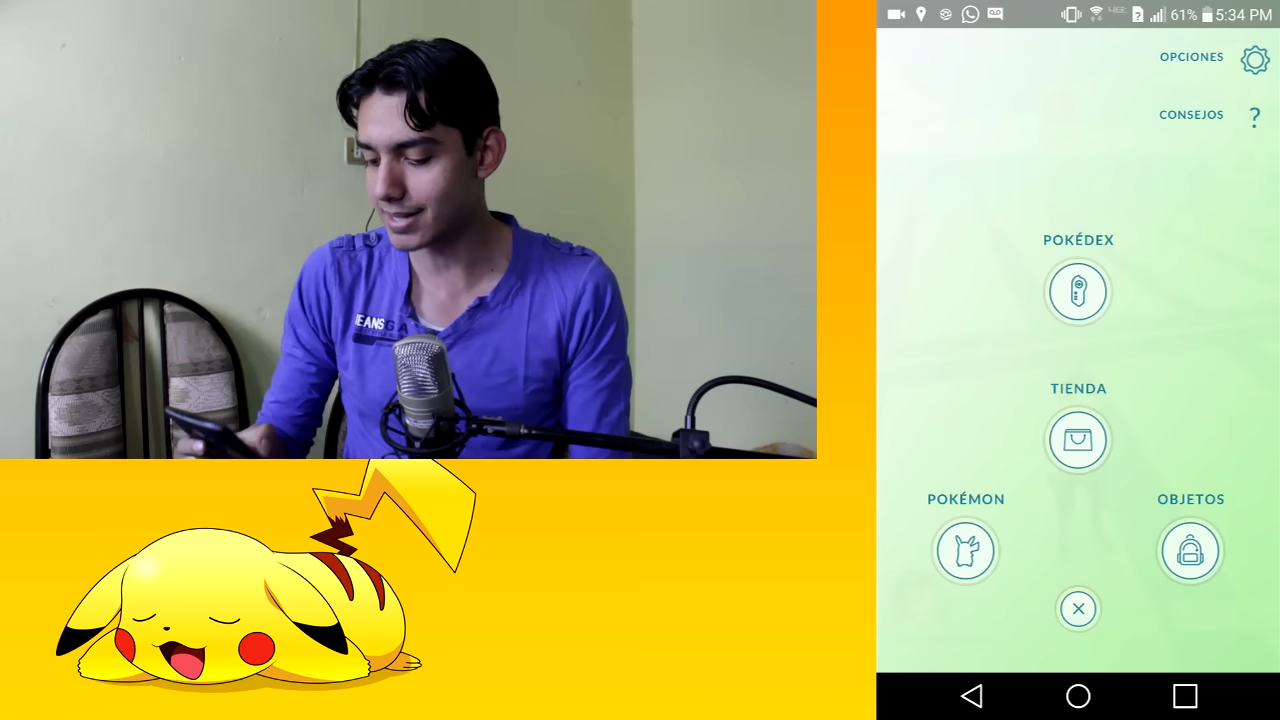 61% 5:34 PM
OPCIONES
CONSEJOS ?
POKÉDEX
TIENDA
POKÉMON
OBJETOS
JEANS